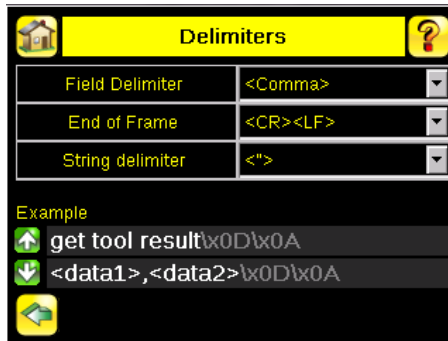 Delimiters
?
Field Delimiter <Comma>
End of Frame <CR><LF>
String delimiter <">
Example
get tool result\x0D\x0A
<data1>,<data2>\x0D\x0A